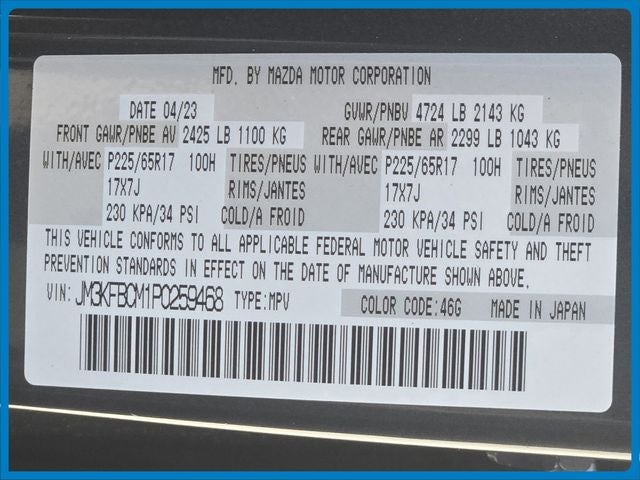 MFD. BY MAZDA MOTOR CORPORATION
DATE 04/23 GVWR/PNBV 4724 LB 2143 KG
FRONT GAWR/PNBE AV 2425 LB 1100 KG REAR GAWR/PNBE AR 2299 LB 1043 KG
WITH/AVEC P225/65R17 100H TIRES/PNEUS WITH/AVEC P225/65R17 100H TIRES/PNEUS
17X7J RIMS/JANTES 17X7J RIMS/JANTES
230 KPA/34 PSI COLD/A FROID 230 KPA/34 PSI COLD/A FROID
THIS VEHICLE CONFORMS TO ALL APPLICABLE FEDERAL MOTOR VEHICLE SAFETY AND THEFT
PREVENTION STANDARDS IN EFFECT ON THE DATE OF MANUFACTURE SHOWN ABOVE.
VIN: JM3KFBCM1P0259468 TYPE:MPV COLOR CODE:46G MADE IN JAPAN